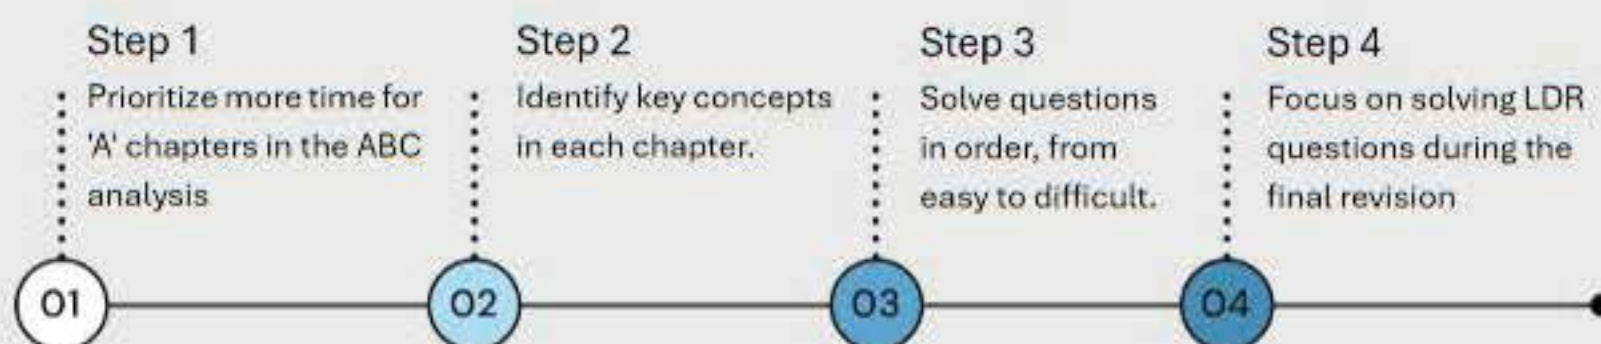 Step 1
Prioritize more time for
'A' chapters in the ABC
analysis
01
Step 2
Identify key concepts
in each chapter.
02
Step 3
Solve questions
in order, from
easy to difficult.
03
Step 4
Focus on solving LDR
questions during the
final revision
04